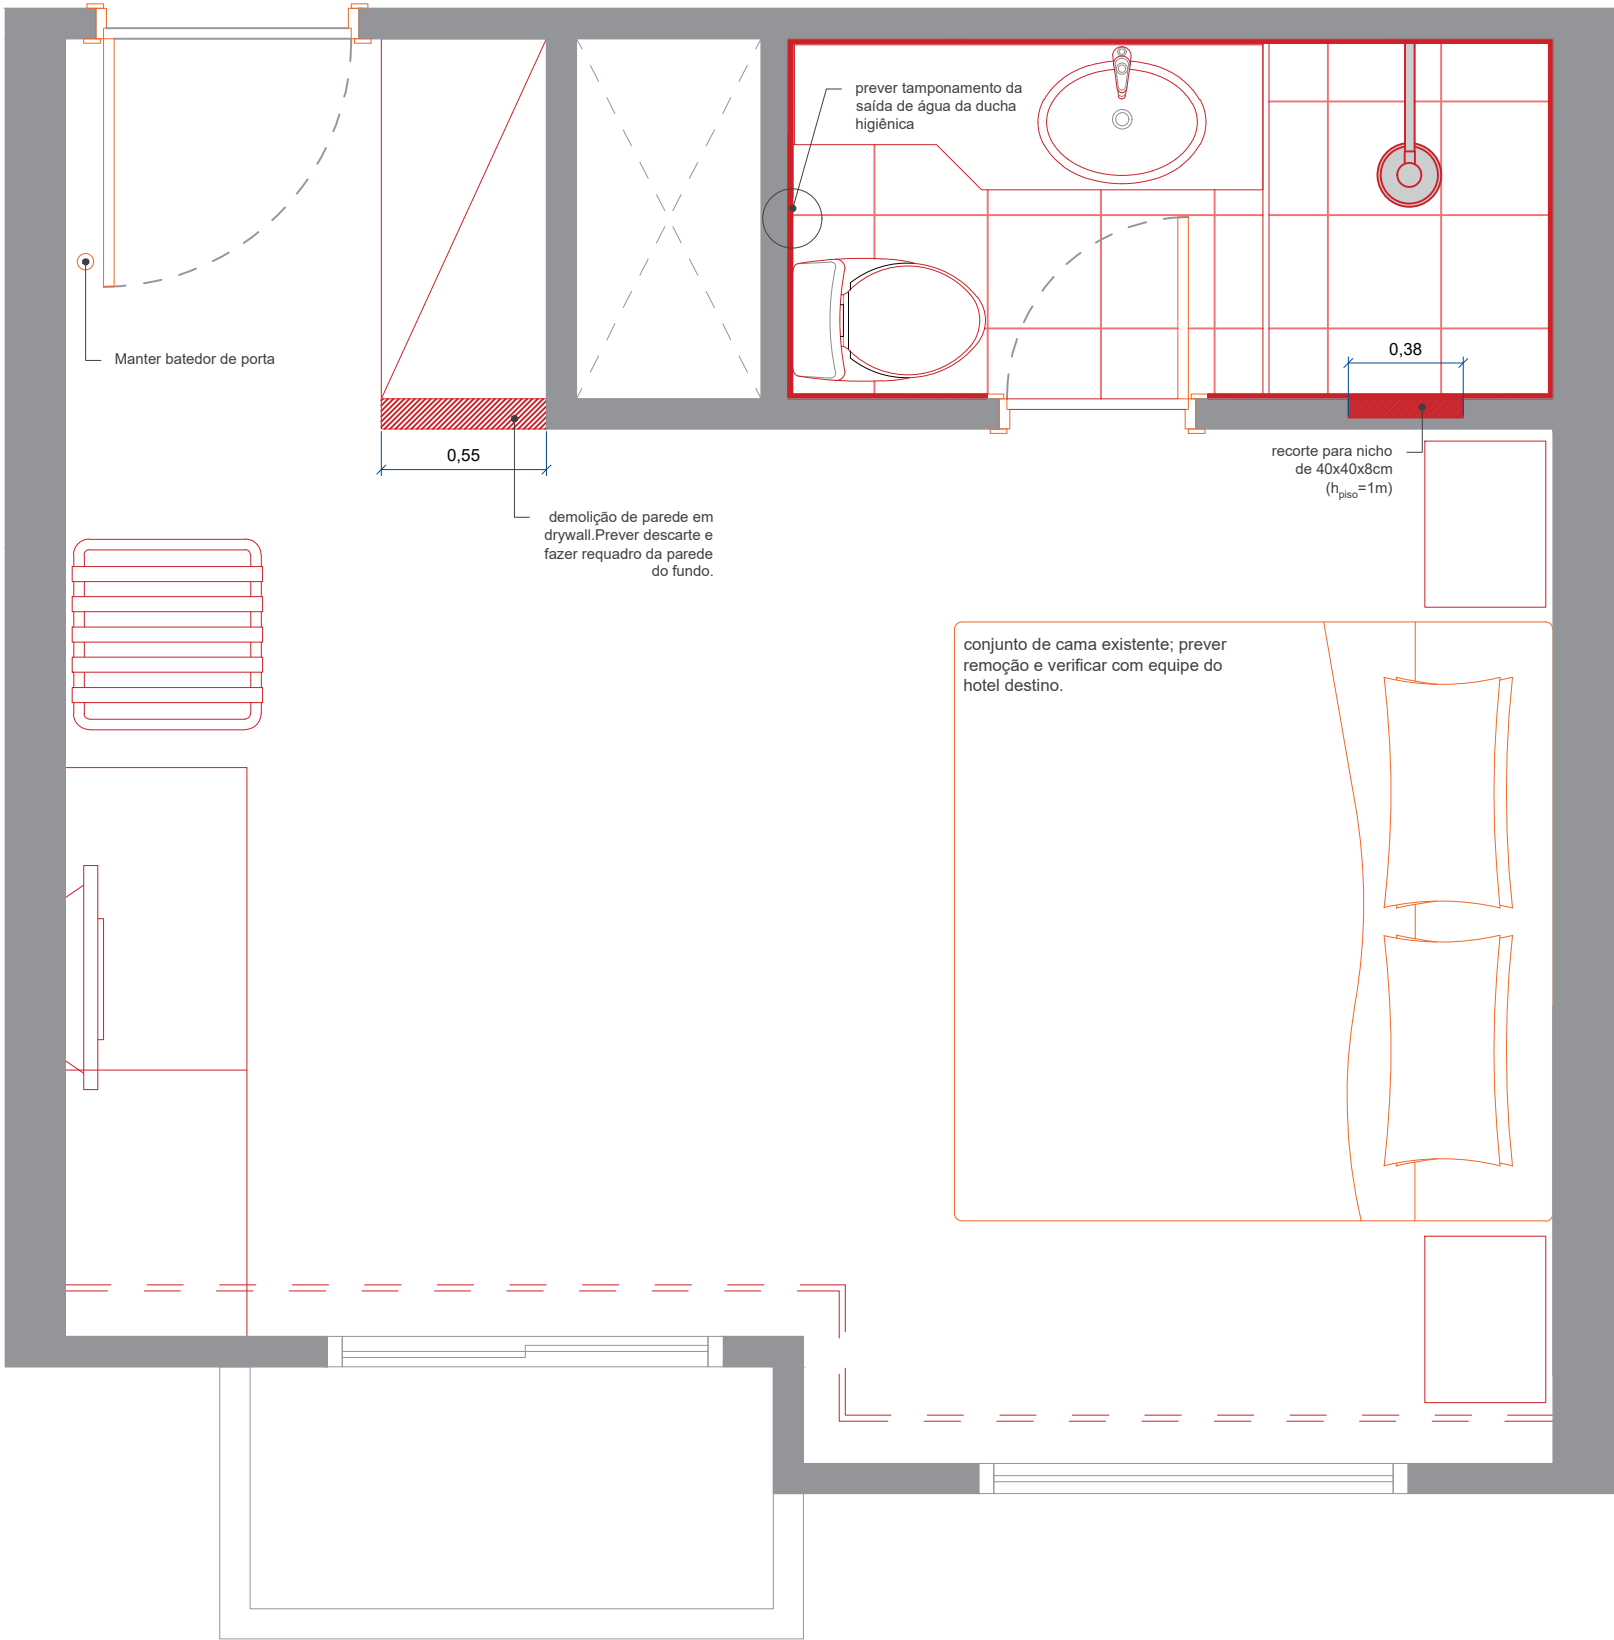 prever tamponamento da
saída de água da ducha
higiênica
Manter batedor de porta
0,38
0,55
recorte para nicho
de 40x40x8cm
(hpiso=1m)
demolição de parede em
drywall.Prever descarte e
fazer requadro da parede
do fundo.
conjunto de cama existente; prever
remoção e verificar com equipe do
hotel destino.